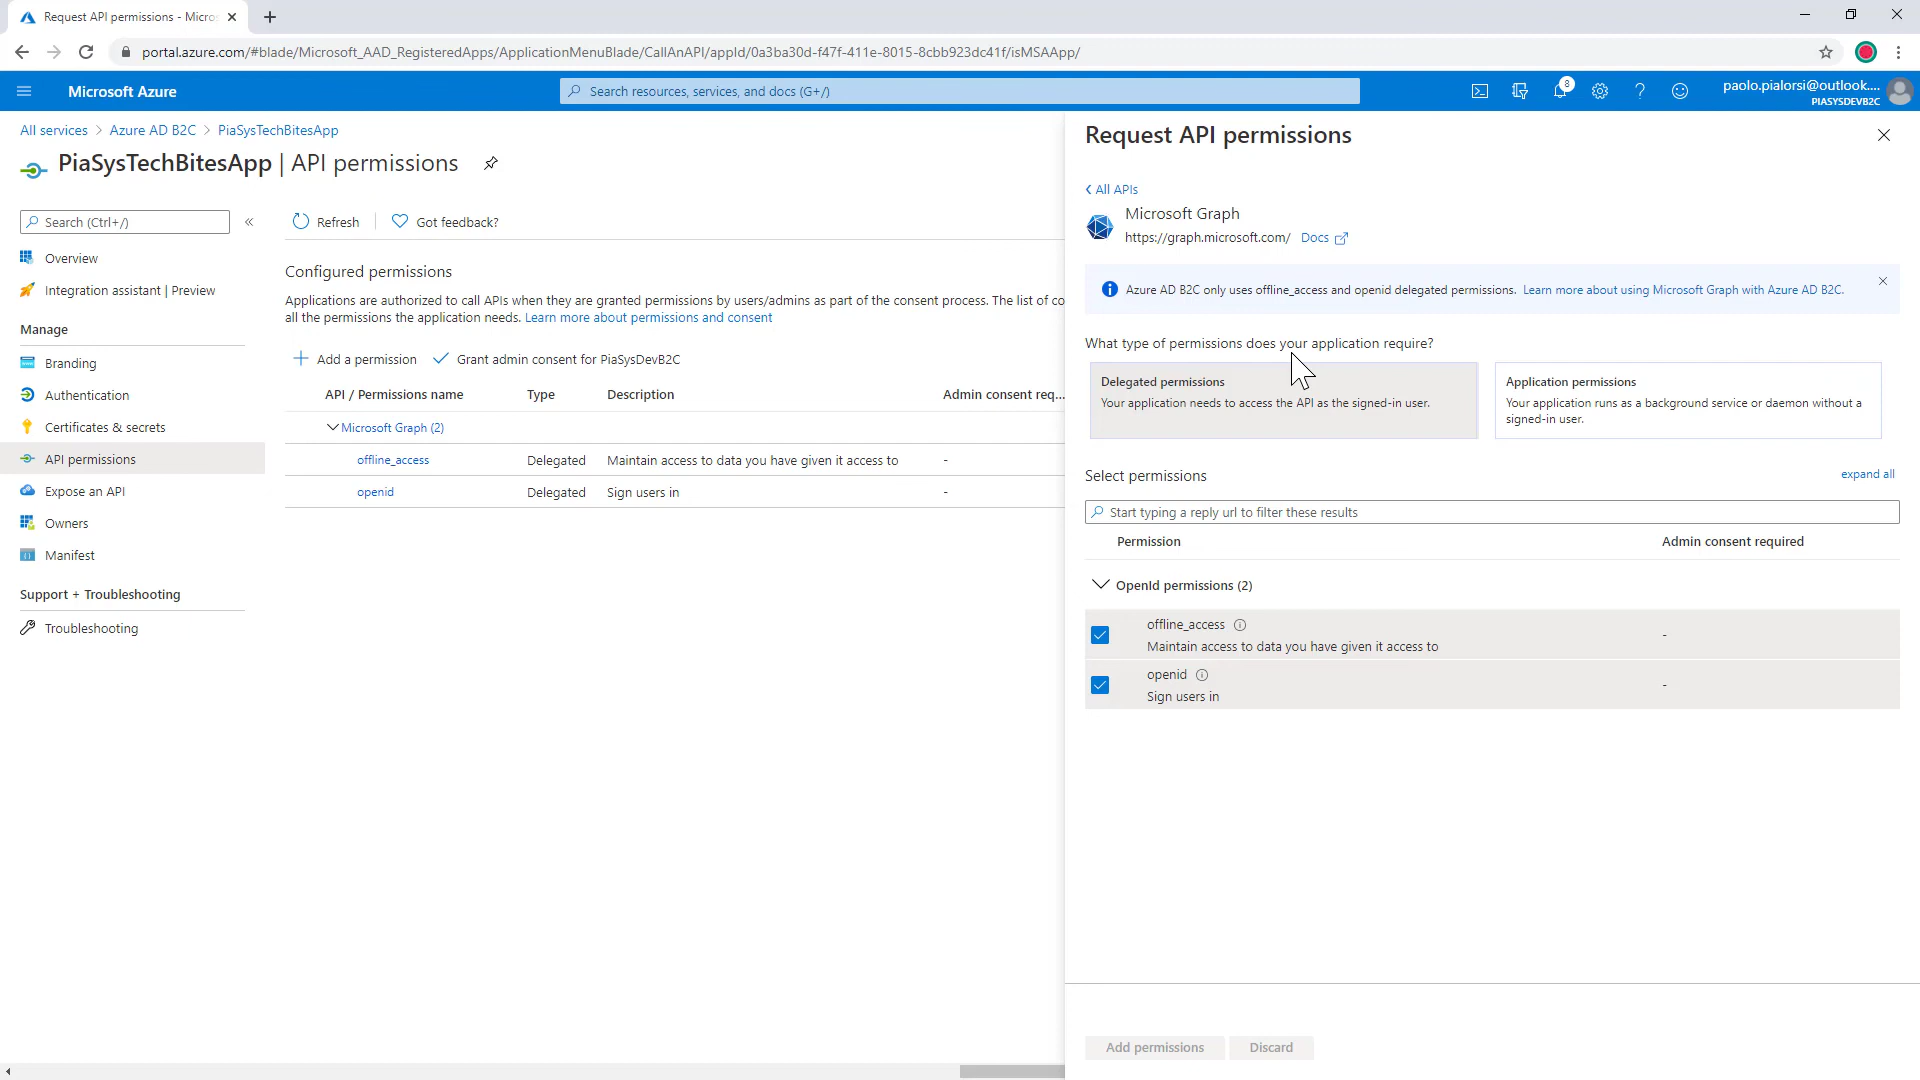 Request API permissions - Micros
portal.azure.com/#blade/Microsoft_AAD_RegisteredApps/ApplicationMenuBlade/CallAnAPI/appId/0a3ba30d-f47f-411e-8015-8cbb923dc41f/isMSAApp/
Microsoft Azure
Search resources, services, and docs (G+/)
8
paolo.pialorsi@outlook....
PIASYSDEVB2C
All services > Azure AD B2C > PiaSysTechBitesApp
PiaSysTechBitesApp | API permissions
Search (Ctrl+/)
Overview
Integration assistant | Preview
Manage
Branding
Authentication
Certificates & secrets
API permissions
Expose an API
Owners
Manifest
Support + Troubleshooting
Troubleshooting
Refresh
Got feedback?
Configured permissions
Applications are authorized to call APIs when they are granted permissions by users/admins as part of the consent process. The list of co
all the permissions the application needs. Learn more about permissions and consent
Add a permission
Grant admin consent for PiaSysDevB2C
API / Permissions name Type Description Admin consent req...
Microsoft Graph (2)
offline_access Delegated Maintain access to data you have given it access to -
openid Delegated Sign users in -
Request API permissions
All APIs
Microsoft Graph
https://graph.microsoft.com/ Docs
Azure AD B2C only uses offline_access and openid delegated permissions. Learn more about using Microsoft Graph with Azure AD B2C.
What type of permissions does your application require?
Delegated permissions
Your application needs to access the API as the signed-in user.
Application permissions
Your application runs as a background service or daemon without a
signed-in user.
Select permissions
expand all
Start typing a reply url to filter these results
Permission Admin consent required
OpenId permissions (2)
offline_access
Maintain access to data you have given it access to
-
openid
Sign users in
-
Add permissions
Discard